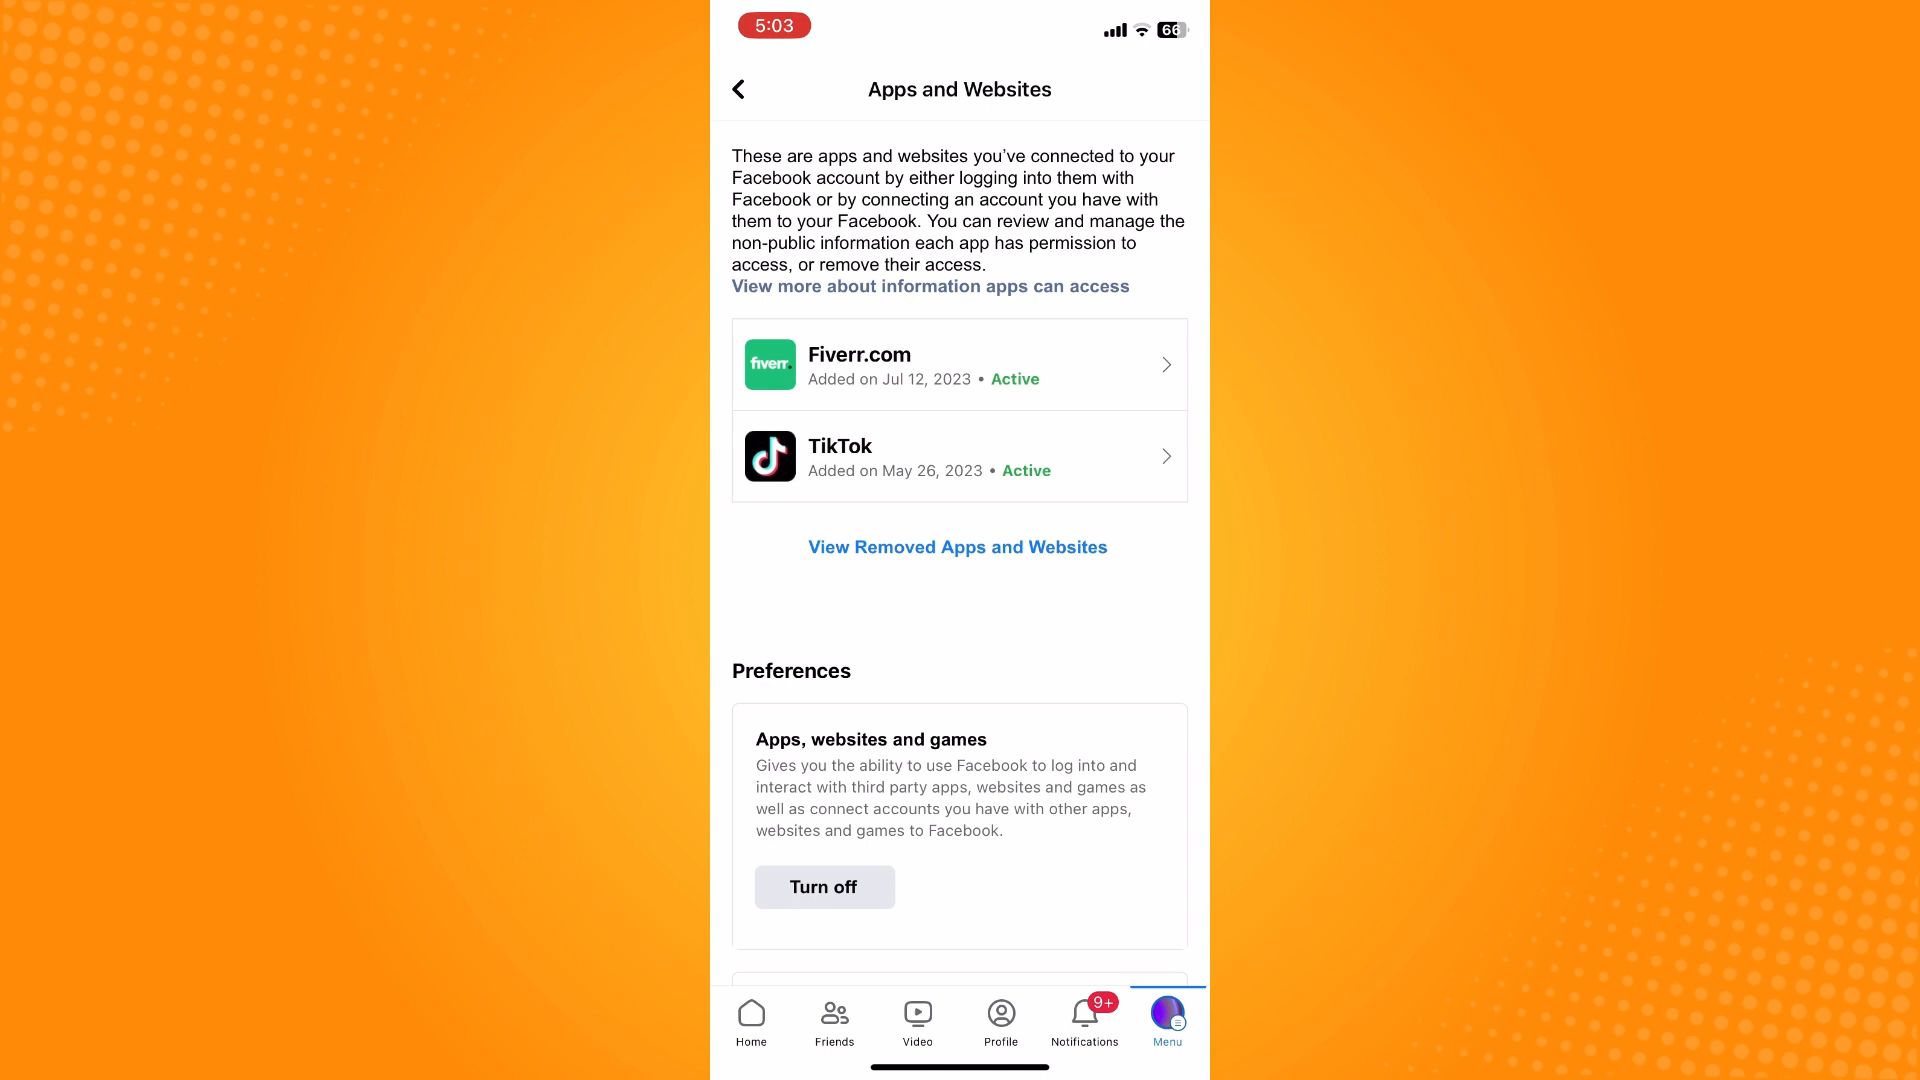 5:03
66
Apps and Websites
These are apps and websites you’ve connected to your
Facebook account by either logging into them with
Facebook or by connecting an account you have with
them to your Facebook. You can review and manage the
non-public information each app has permission to
access, or remove their access.
View more about information apps can access
fiverr.
Fiverr.com
Added on Jul 12, 2023 • Active
TikTok
Added on May 26, 2023 • Active
View Removed Apps and Websites
Preferences
Apps, websites and games
Gives you the ability to use Facebook to log into and
interact with third party apps, websites and games as
well as connect accounts you have with other apps,
websites and games to Facebook.
Turn off
9+
Home
Friends
Video
Profile
Notifications
Menu